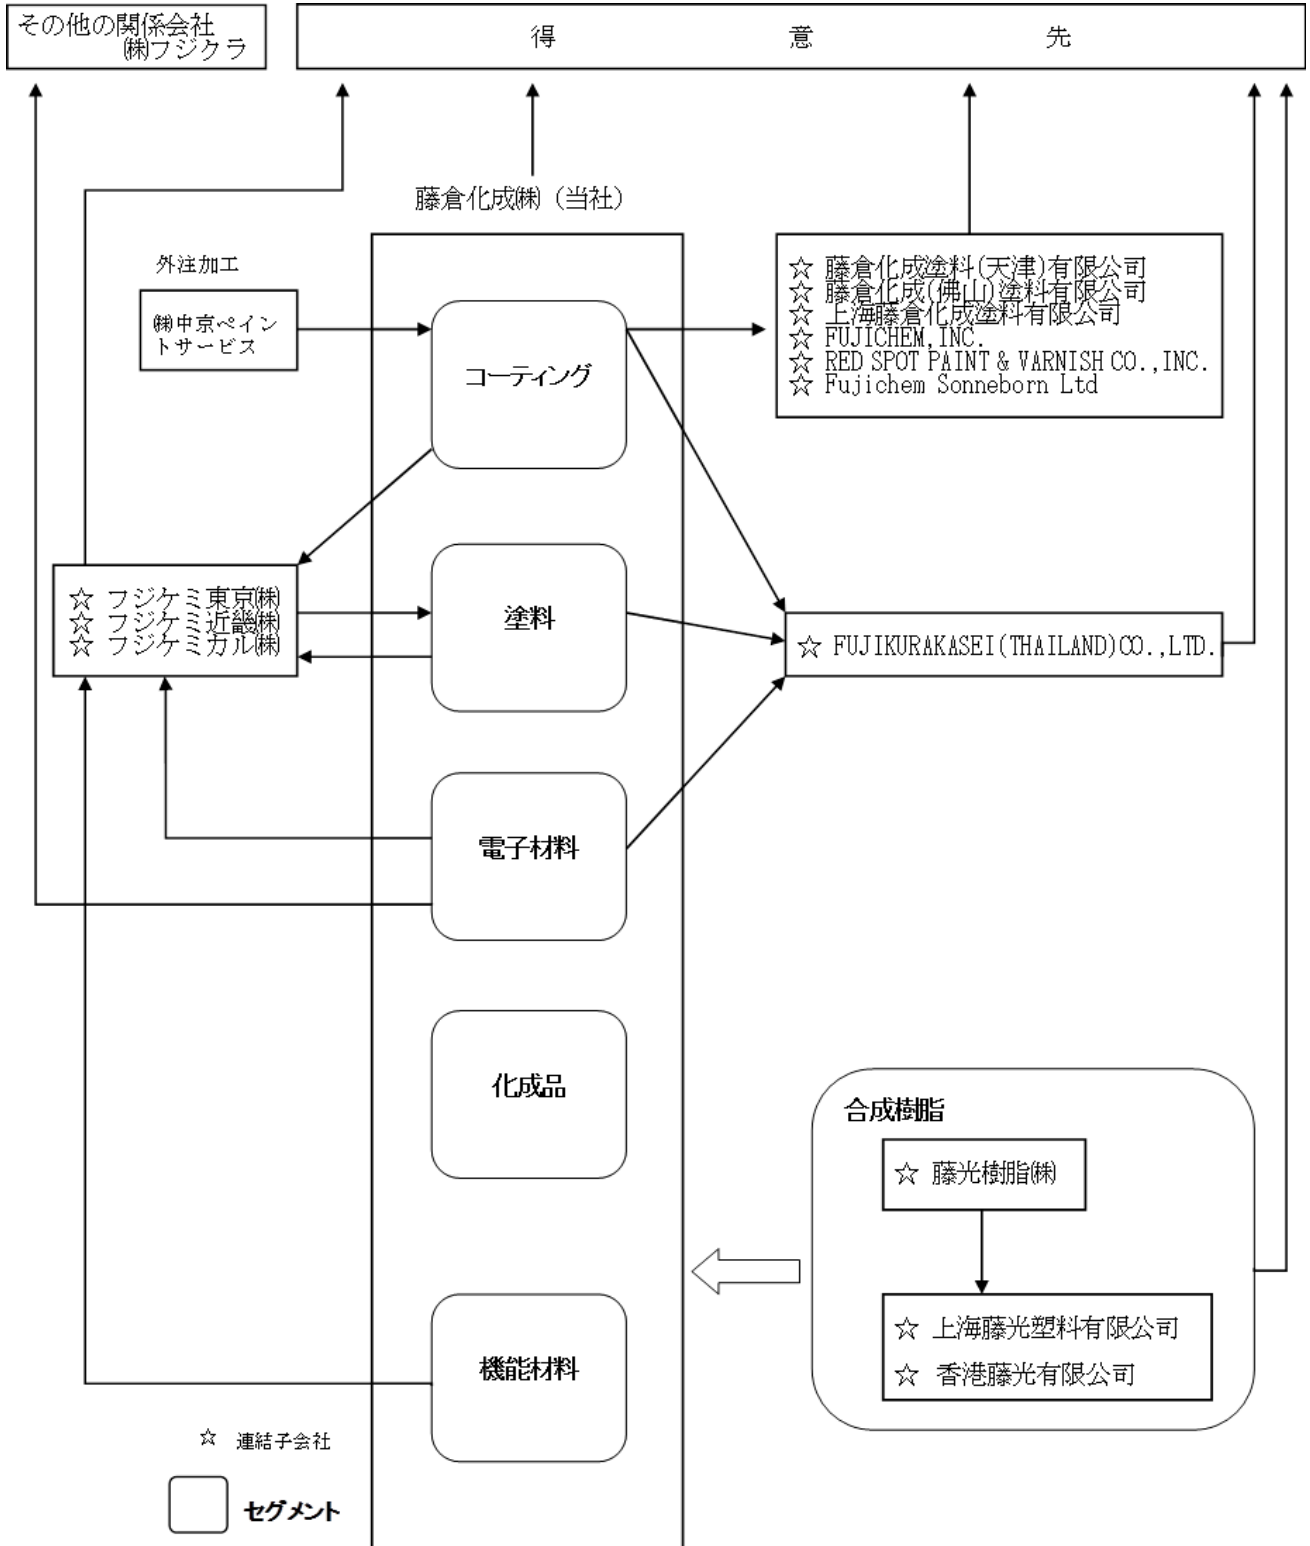 その他の関係会社
㈱フジクラ
得意先
藤倉化成㈱（当社）
外注加工
㈱中京ペイン
トサービス
コーティング
☆ 藤倉化成塗料(天津)有限公司
☆ 藤倉化成(佛山)塗料有限公司
☆ 上海藤倉化成塗料有限公司
☆ FUJICHEM,INC.
☆ RED SPOT PAINT & VARNISH CO.,INC.
☆ Fujichem Sonneborn Ltd
☆ フジケミ東京㈱
☆ フジケミ近畿㈱
☆ フジケミカル㈱
塗料
☆ FUJIKURAKASEI(THAILAND)CO.,LTD.
電子材料
化成品
合成樹脂
☆ 藤光樹脂㈱
☆ 上海藤光塑料有限公司
☆ 香港藤光有限公司
機能材料
☆ 連結子会社
セグメント